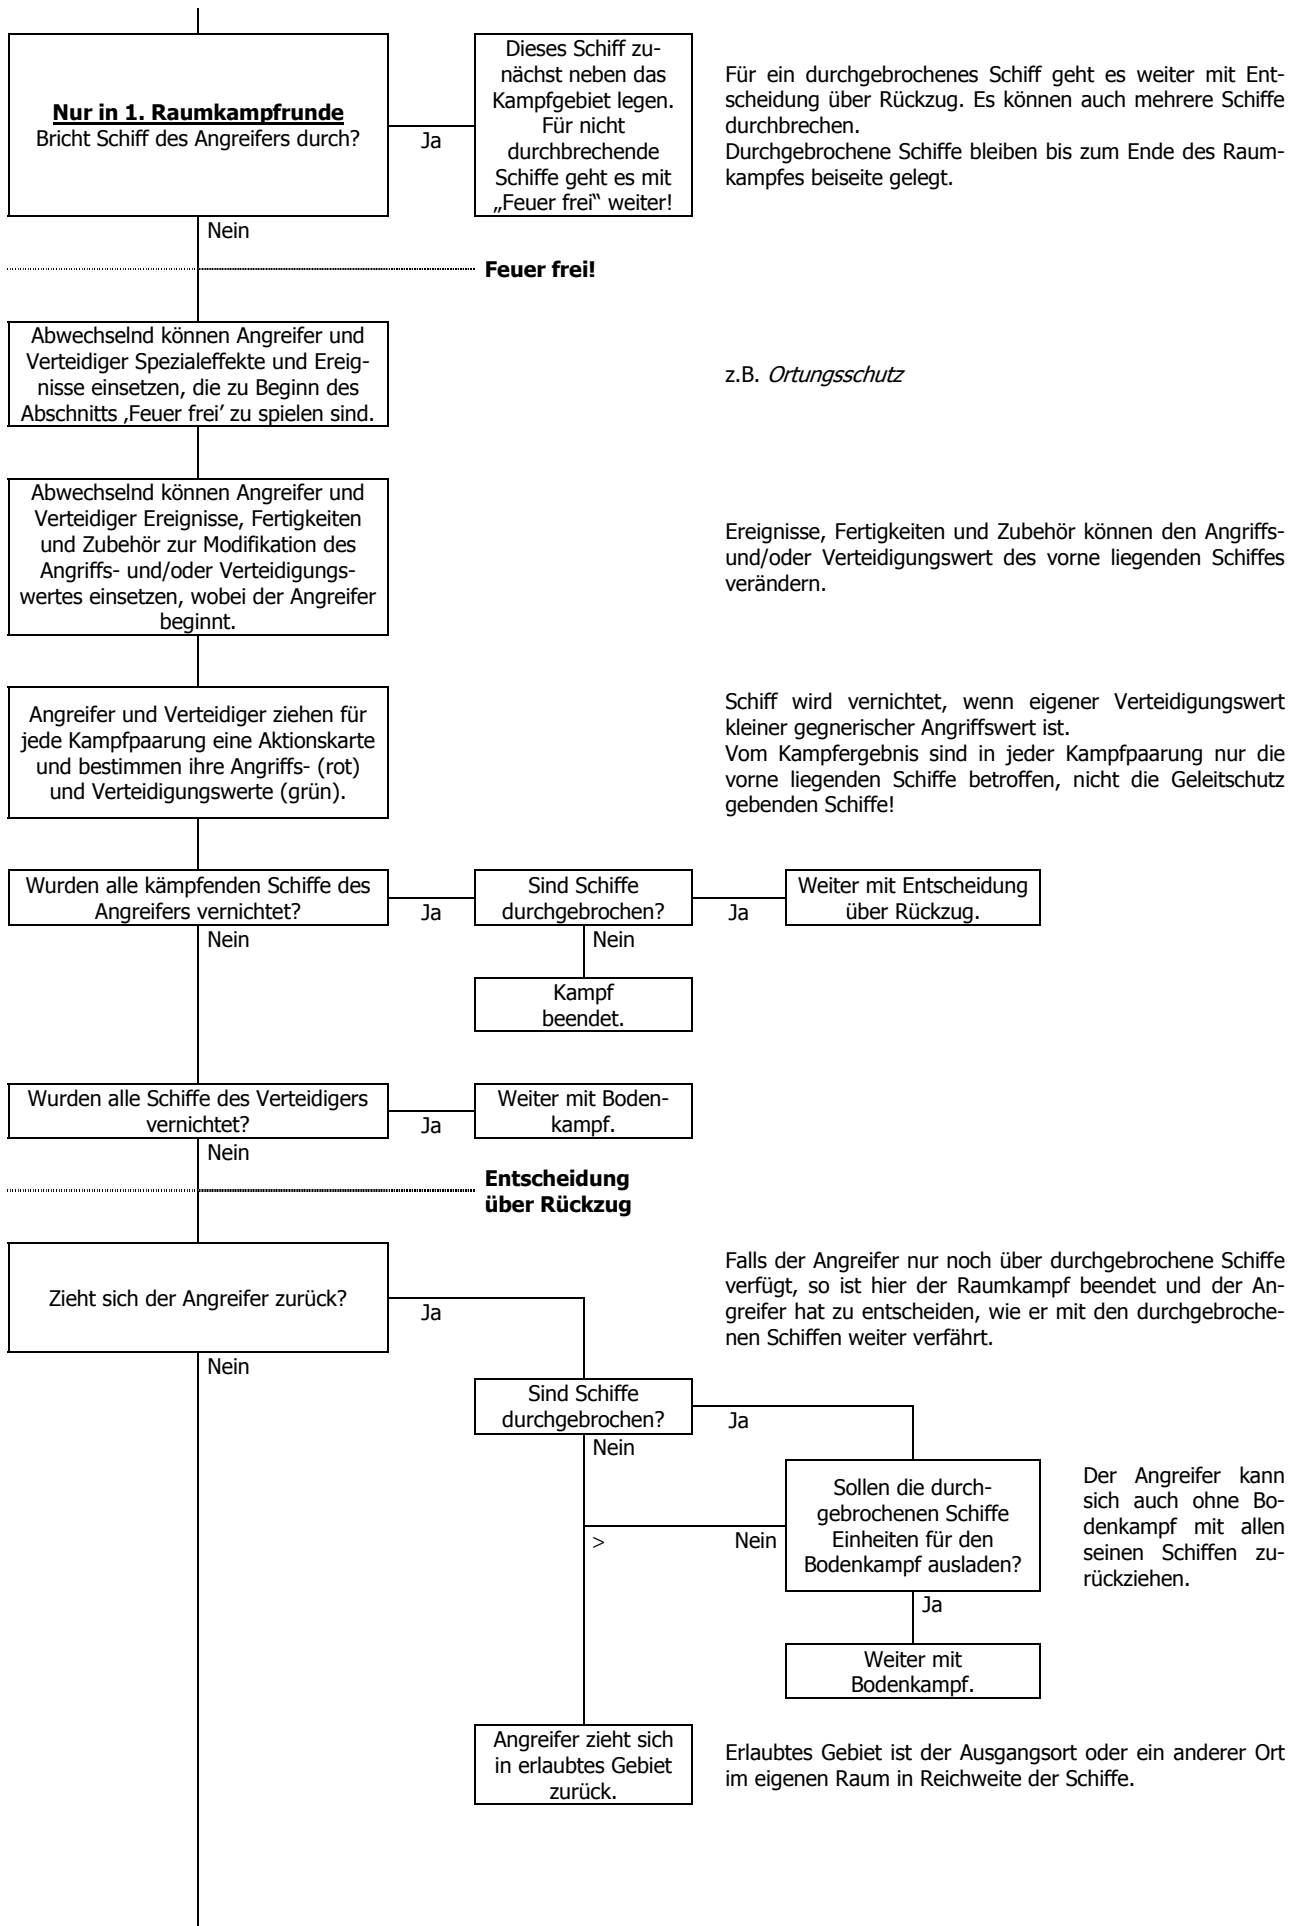 Nur in 1. Raumkampfrunde
Bricht Schiff des Angreifers durch?
Ja
Dieses Schiff zu-
nächst neben das
Kampfgebiet legen.
Für nicht
durchbrechende
Schiffe geht es mit
„Feuer frei“ weiter!
Für ein durchgebrochenes Schiff geht es weiter mit Ent-
scheidung über Rückzug. Es können auch mehrere Schiffe
durchbrechen.
Durchgebrochene Schiffe bleiben bis zum Ende des Raum-
kampfes beiseite gelegt.
Nein
Feuer frei!
Abwechselnd können Angreifer und
Verteidiger Spezialeffekte und Ereig-
nisse einsetzen, die zu Beginn des
Abschnitts ‚Feuer frei’ zu spielen sind.
z.B. Ortungsschutz
Abwechselnd können Angreifer und
Verteidiger Ereignisse, Fertigkeiten
und Zubehör zur Modifikation des
Angriffs- und/oder Verteidigungs-
wertes einsetzen, wobei der Angreifer
beginnt.
Ereignisse, Fertigkeiten und Zubehör können den Angriffs-
und/oder Verteidigungswert des vorne liegenden Schiffes
verändern.
Angreifer und Verteidiger ziehen für
jede Kampfpaarung eine Aktionskarte
und bestimmen ihre Angriffs- (rot)
und Verteidigungswerte (grün).
Schiff wird vernichtet, wenn eigener Verteidigungswert
kleiner gegnerischer Angriffswert ist.
Vom Kampfergebnis sind in jeder Kampfpaarung nur die
vorne liegenden Schiffe betroffen, nicht die Geleitschutz
gebenden Schiffe!
Wurden alle kämpfenden Schiffe des
Angreifers vernichtet?
Ja
Sind Schiffe
durchgebrochen?
Ja
Weiter mit Entscheidung
über Rückzug.
Nein
Nein
Kampf
beendet.
Wurden alle Schiffe des Verteidigers
vernichtet?
Ja
Weiter mit Boden-
kampf.
Nein
Entscheidung
über Rückzug
Zieht sich der Angreifer zurück?
Ja
Falls der Angreifer nur noch über durchgebrochene Schiffe
verfügt, so ist hier der Raumkampf beendet und der An-
greifer hat zu entscheiden, wie er mit den durchgebroche-
nen Schiffen weiter verfährt.
Nein
Sind Schiffe
durchgebrochen?
Ja
Nein
Sollen die durch-
gebrochenen Schiffe
Einheiten für den
Bodenkampf ausladen?
Der Angreifer kann
sich auch ohne Bo-
denkampf mit allen
seinen Schiffen zu-
rückziehen.
>
Nein
Ja
Weiter mit
Bodenkampf.
Angreifer zieht sich
in erlaubtes Gebiet
zurück.
Erlaubtes Gebiet ist der Ausgangsort oder ein anderer Ort
im eigenen Raum in Reichweite der Schiffe.